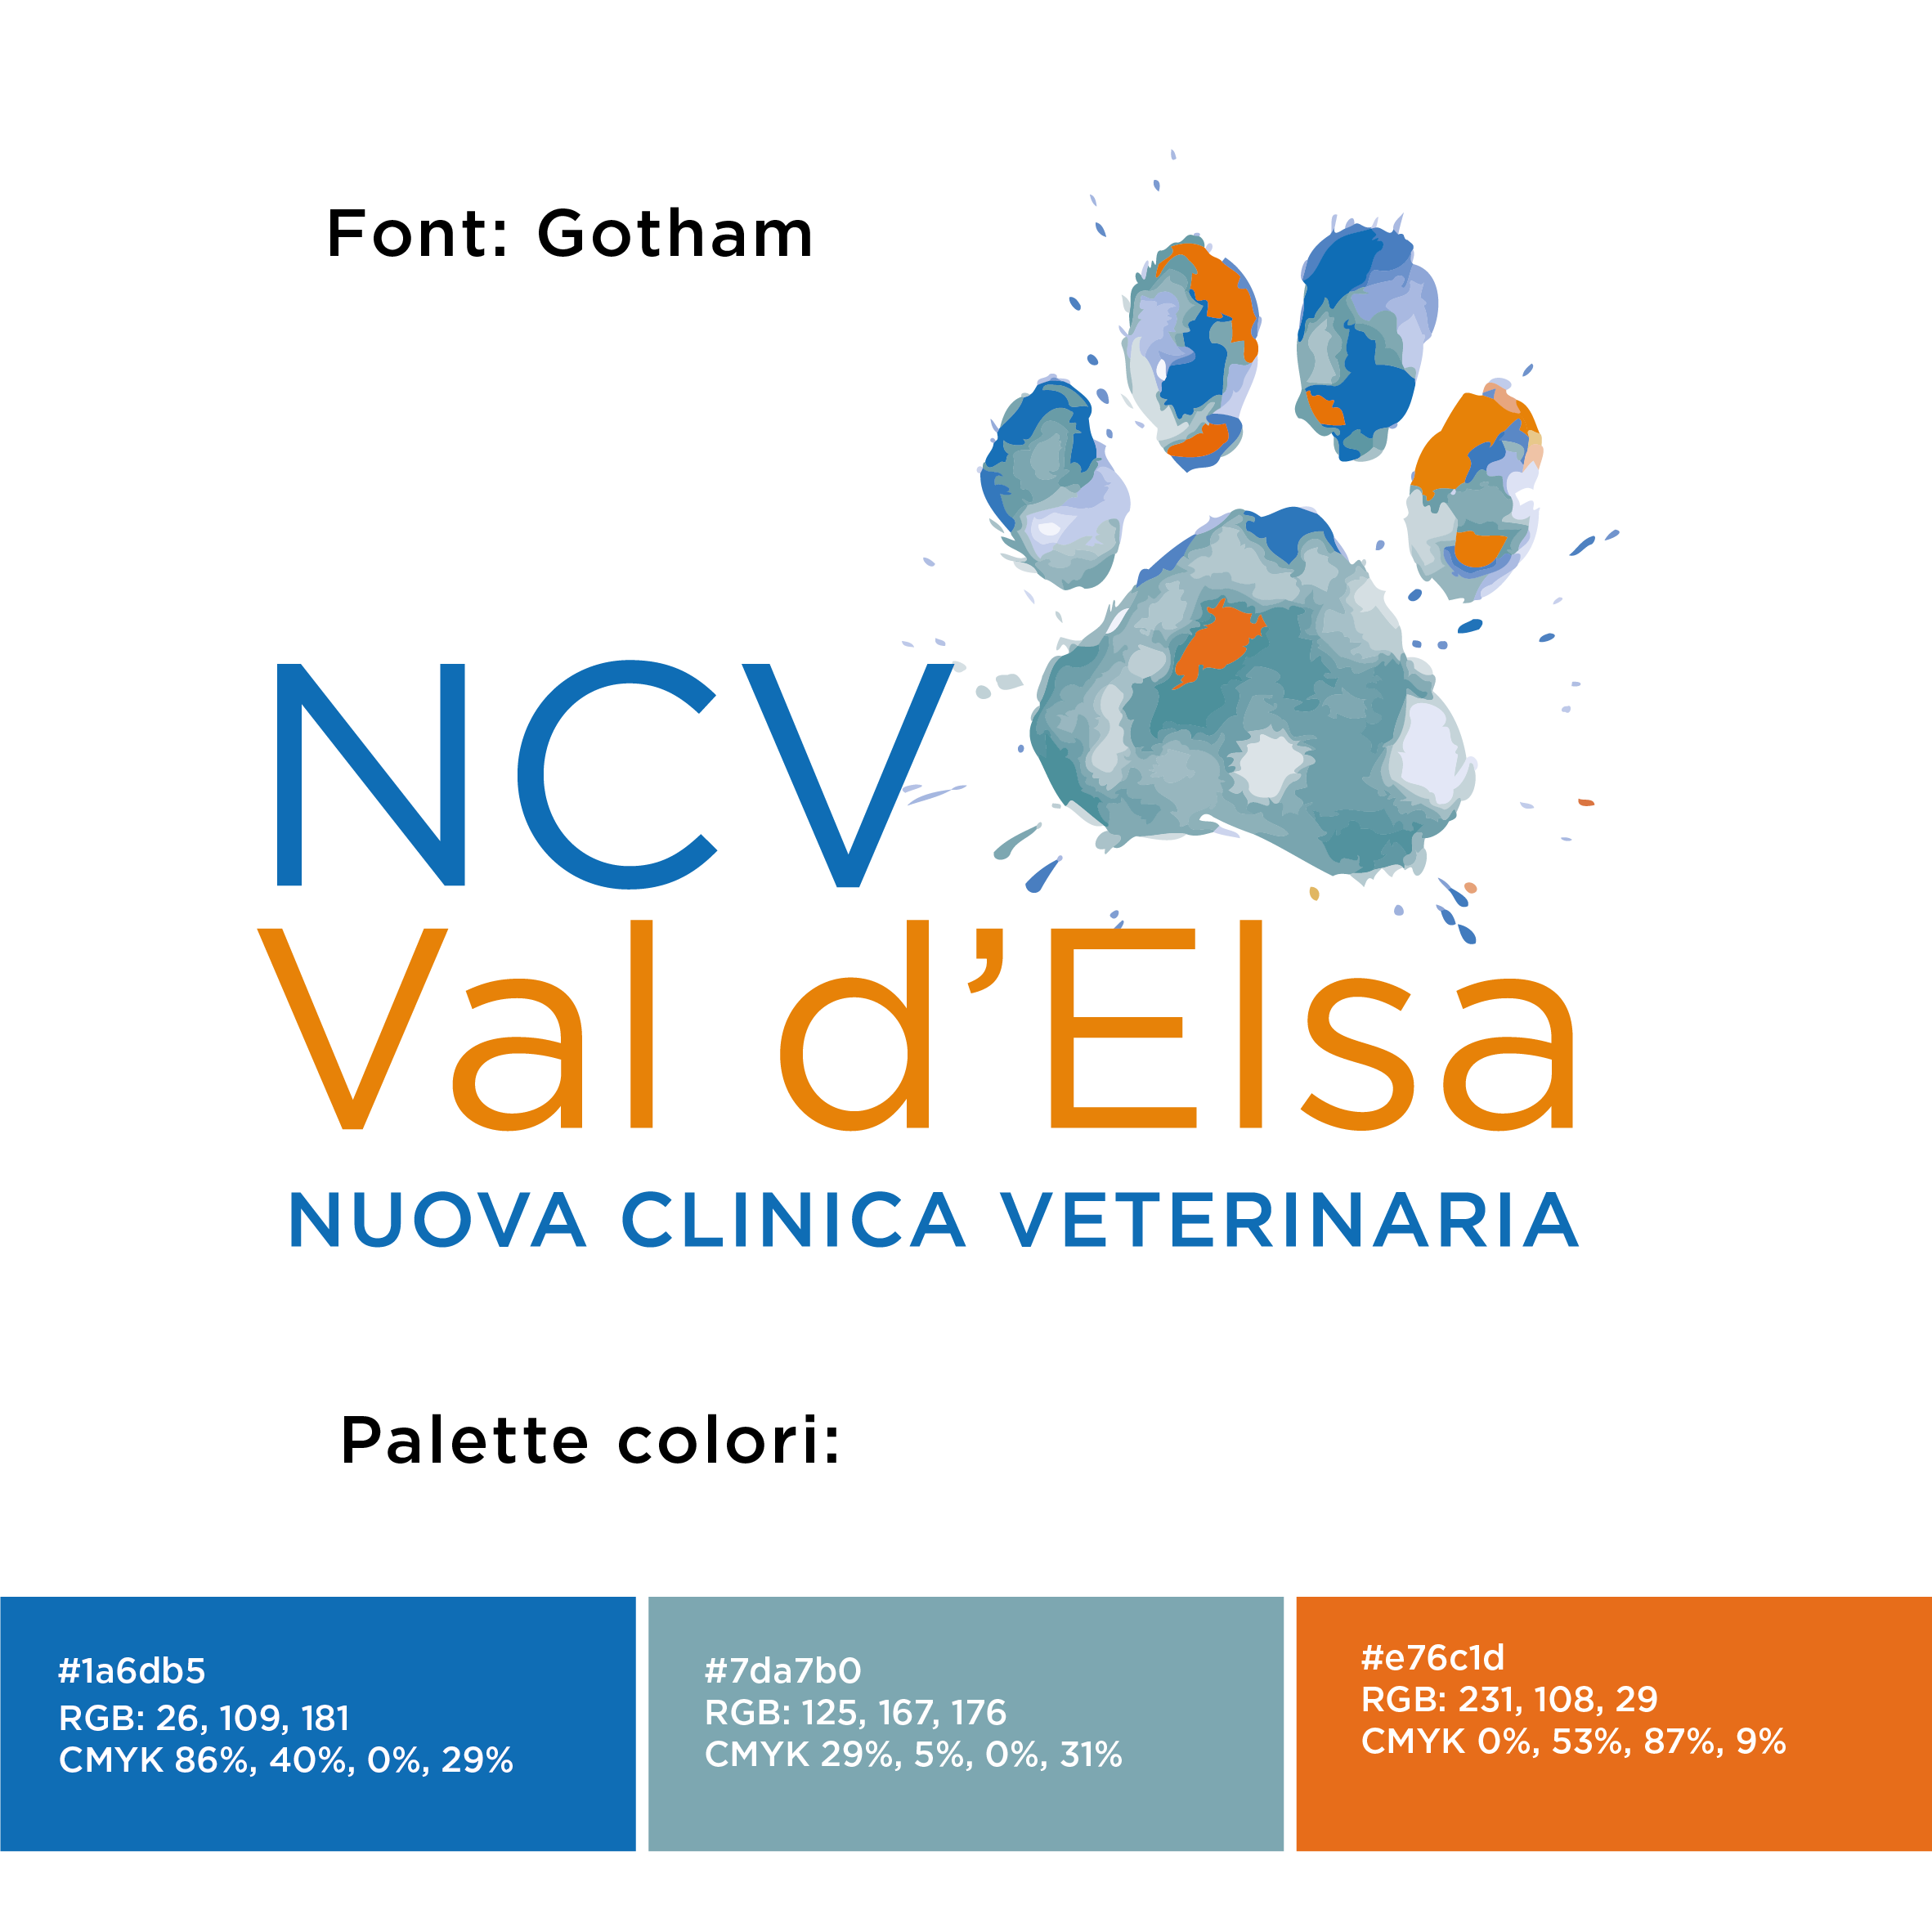 Font: Gotham
NCV
Val d’Elsa
NUOVA CLINICA VETERINARIA
Palette colori:
#1a6db5
RGB: 26, 109, 181
CMYK 86%, 40%, 0%, 29%
#7da7b0
RGB: 125, 167, 176
CMYK 29%, 5%, 0%, 31%
#e76c1d
RGB: 231, 108, 29
CMYK 0%, 53%, 87%, 9%